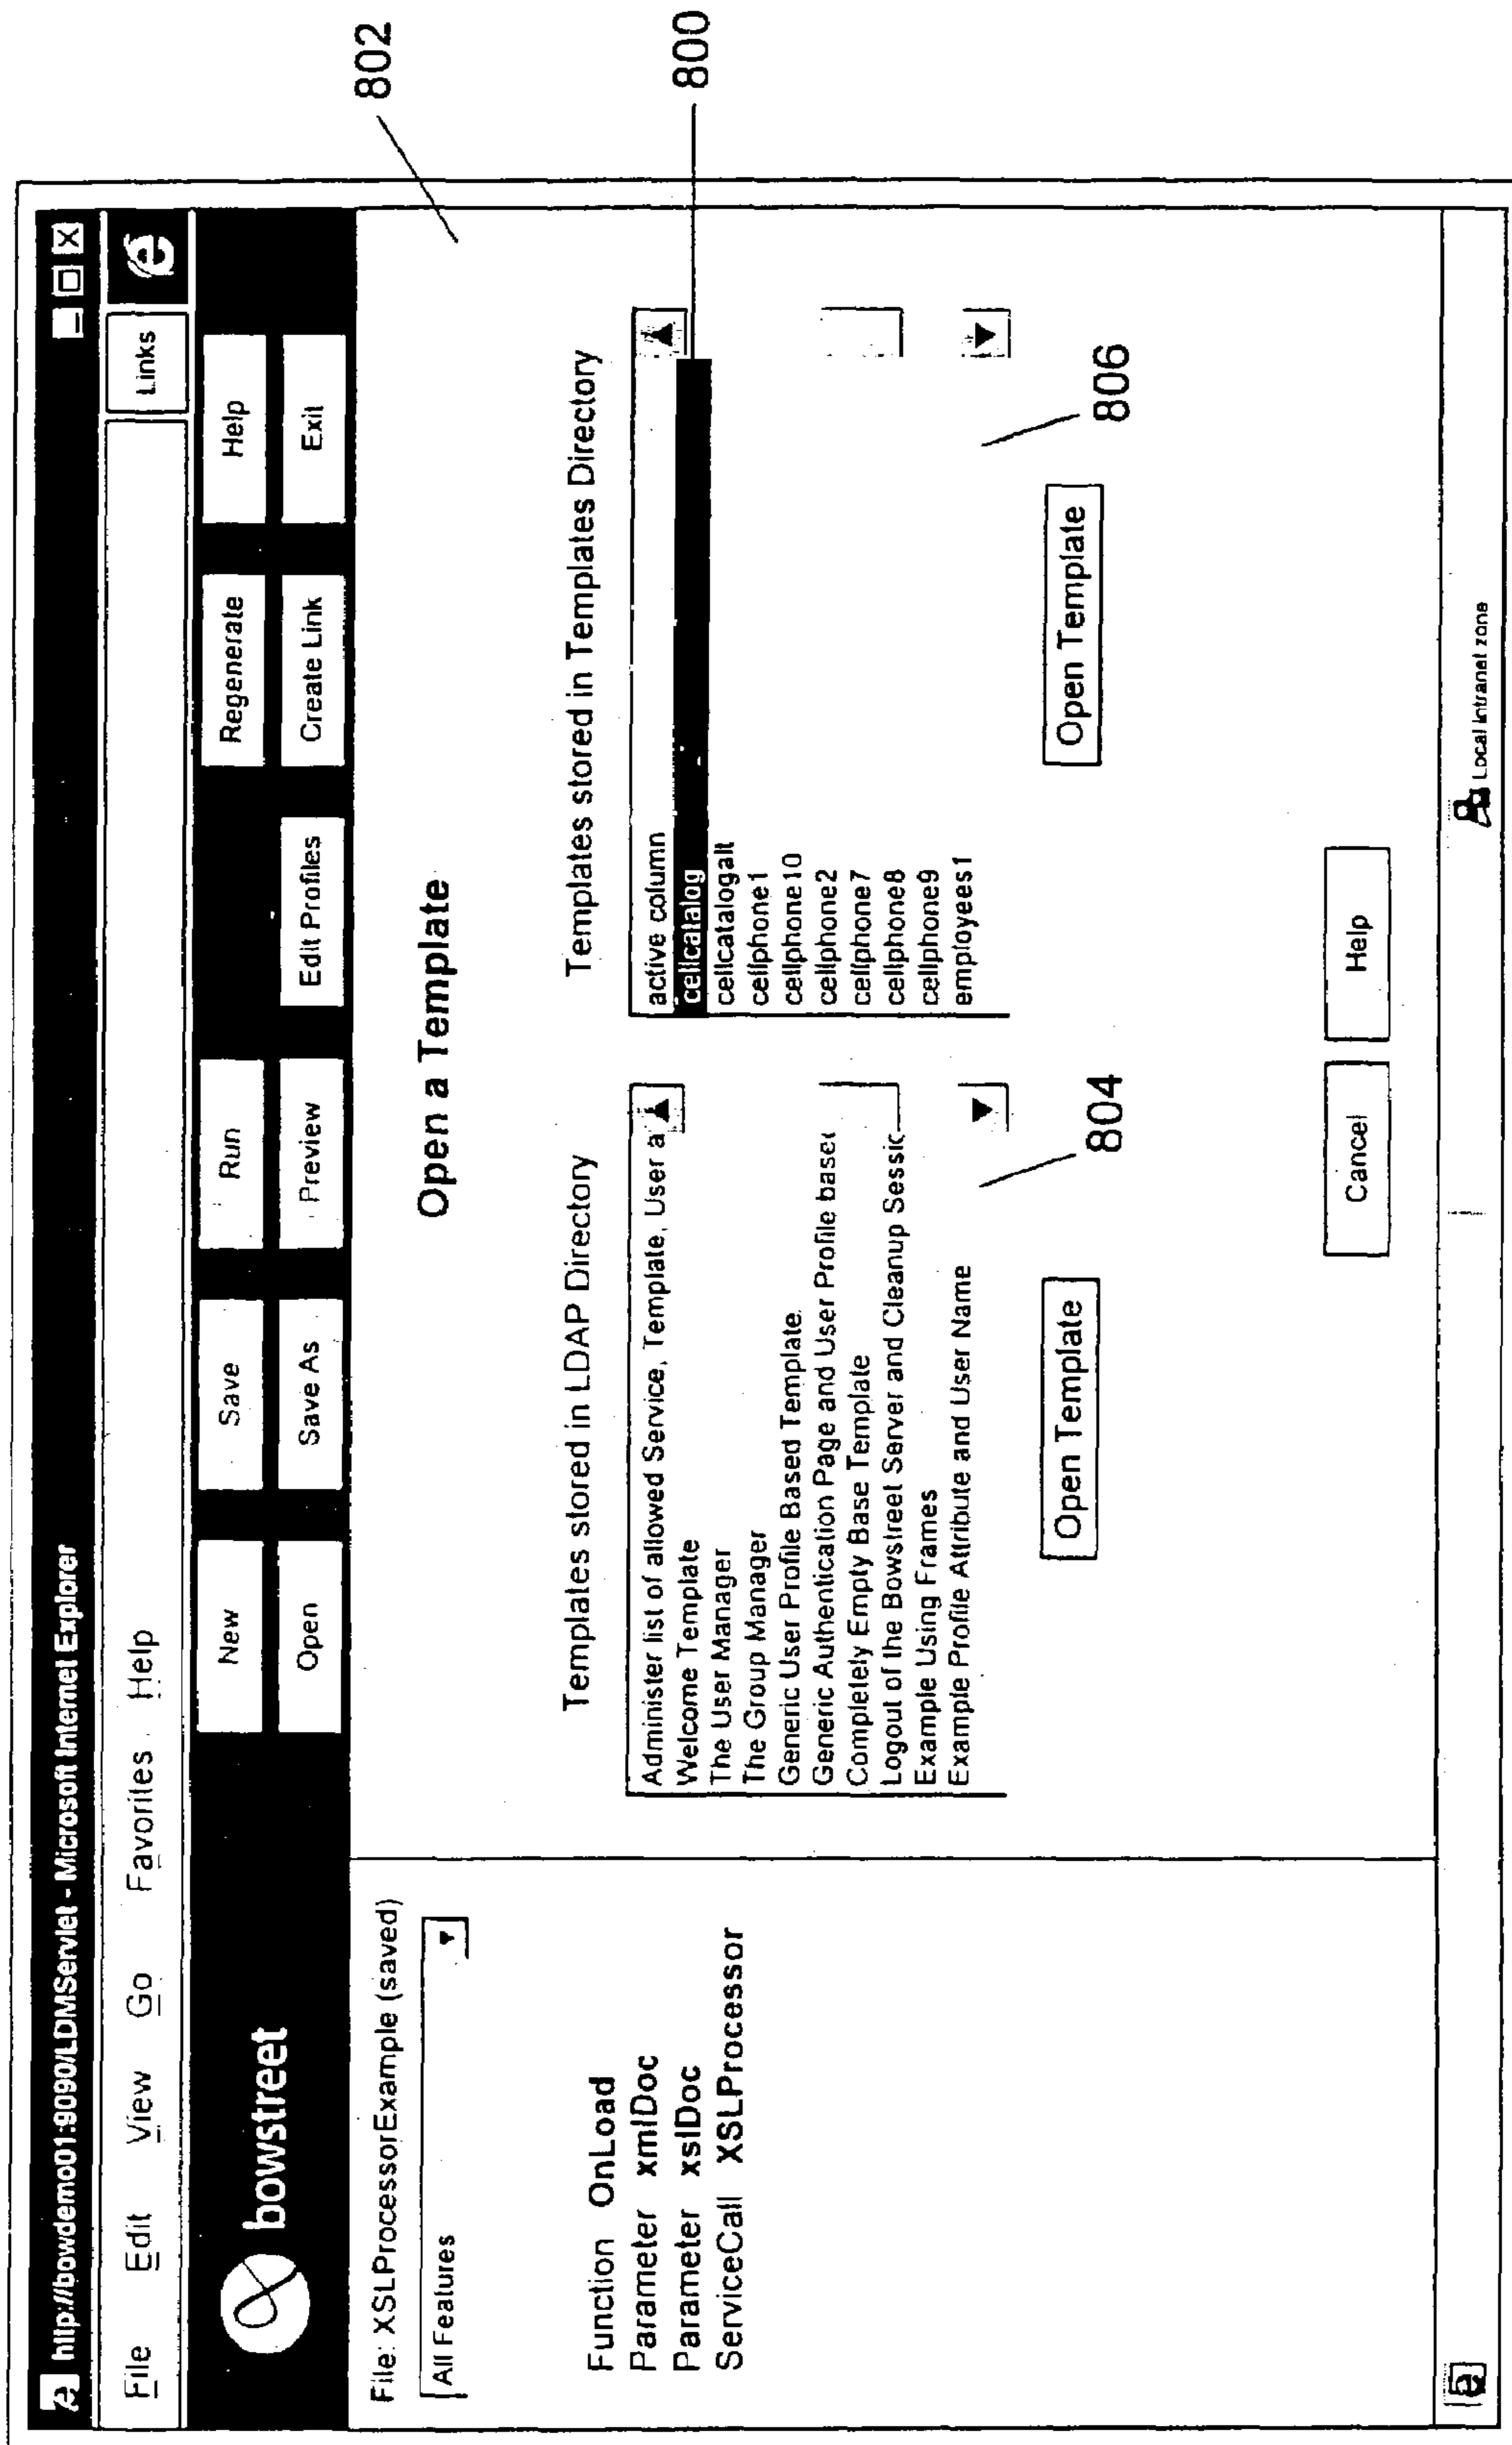 http://bowdemo01:9090/LDMServlet - Microsoft Internet Explorer
File Edit View Go Favorites Help
Links
bowstreet
New
Save
Run
Regenerate
Help
Open
Save As
Preview
Edit Profiles
Create Link
Exit
802
File: XSLProcessorExample (saved)
All Features
Function OnLoad
Parameter xmlDoc
Parameter xslDoc
ServiceCall XSLProcessor
Open a Template
Templates stored in LDAP Directory
Administer list of allowed Service, Template, User a
Welcome Template
The User Manager
The Group Manager
Generic User Profile Based Template.
Generic Authentication Page and User Profile based
Completely Empty Base Template
Logout of the Bowstreet Server and Cleanup Sessic
Example Using Frames
Example Profile Attribute and User Name
804
Open Template
Templates stored in Templates Directory
active column
cellcatalog
800
cellcatalogalt
cellphone1
cellphone10
cellphone2
cellphone7
cellphone8
cellphone9
employees1
806
Open Template
Cancel
Help
Local intranet zone